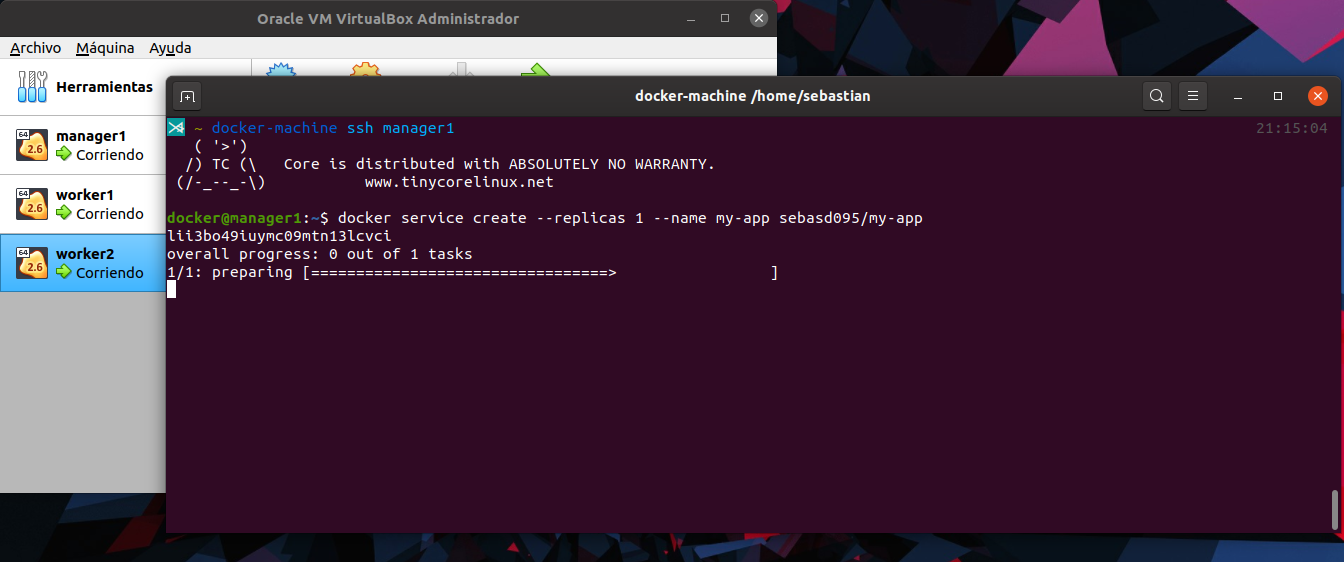 Oracle VM VirtualBox Administrador
Archivo Máquina Ayuda
Herramientas
64
2.6
manager1
Corriendo
64
2.6
worker1
Corriendo
64
2.6
worker2
Corriendo
docker-machine /home/sebastian
~ docker-machine ssh manager1 21:15:04
( '>')
/) TC (\ Core is distributed with ABSOLUTELY NO WARRANTY.
(/-_--_-\) www.tinycorelinux.net
docker@manager1:~$ docker service create --replicas 1 --name my-app sebasd095/my-app
lii3bo49iuymc09mtn13lcvci
overall progress: 0 out of 1 tasks
1/1: preparing [=================================> ]